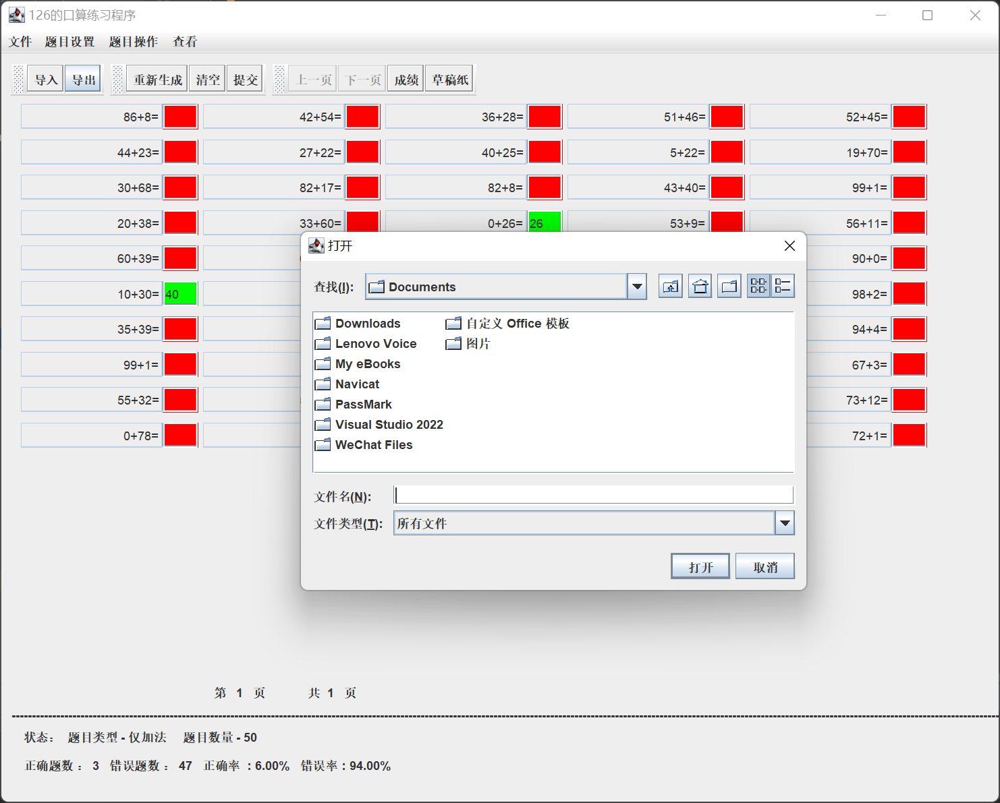 126的口算练习程序
文件 题目设置 题目操作 查看
导入 导出 重新生成 清空 提交 上一页 下一页 成绩 草稿纸
86+8= 42+54= 36+28= 51+46= 52+45=
44+23= 27+22= 40+25= 5+22= 19+70=
30+68= 82+17= 82+8= 43+40= 99+1=
20+38= 33+60= 0+26= 26 53+9= 56+11=
60+39= 90+0=
10+30= 40 98+2=
35+39= 94+4=
99+1= 67+3=
55+32= 73+12=
0+78= 72+1=
打开
查找(I): Documents
Downloads 自定义 Office 模板
Lenovo Voice 图片
My eBooks
Navicat
PassMark
Visual Studio 2022
WeChat Files
文件名(N):
文件类型(T): 所有文件
打开 取消
第 1 页 共 1 页
状态： 题目类型 - 仅加法 题目数量 - 50
正确题数： 3 错误题数： 47 正确率 ：6.00% 错误率：94.00%